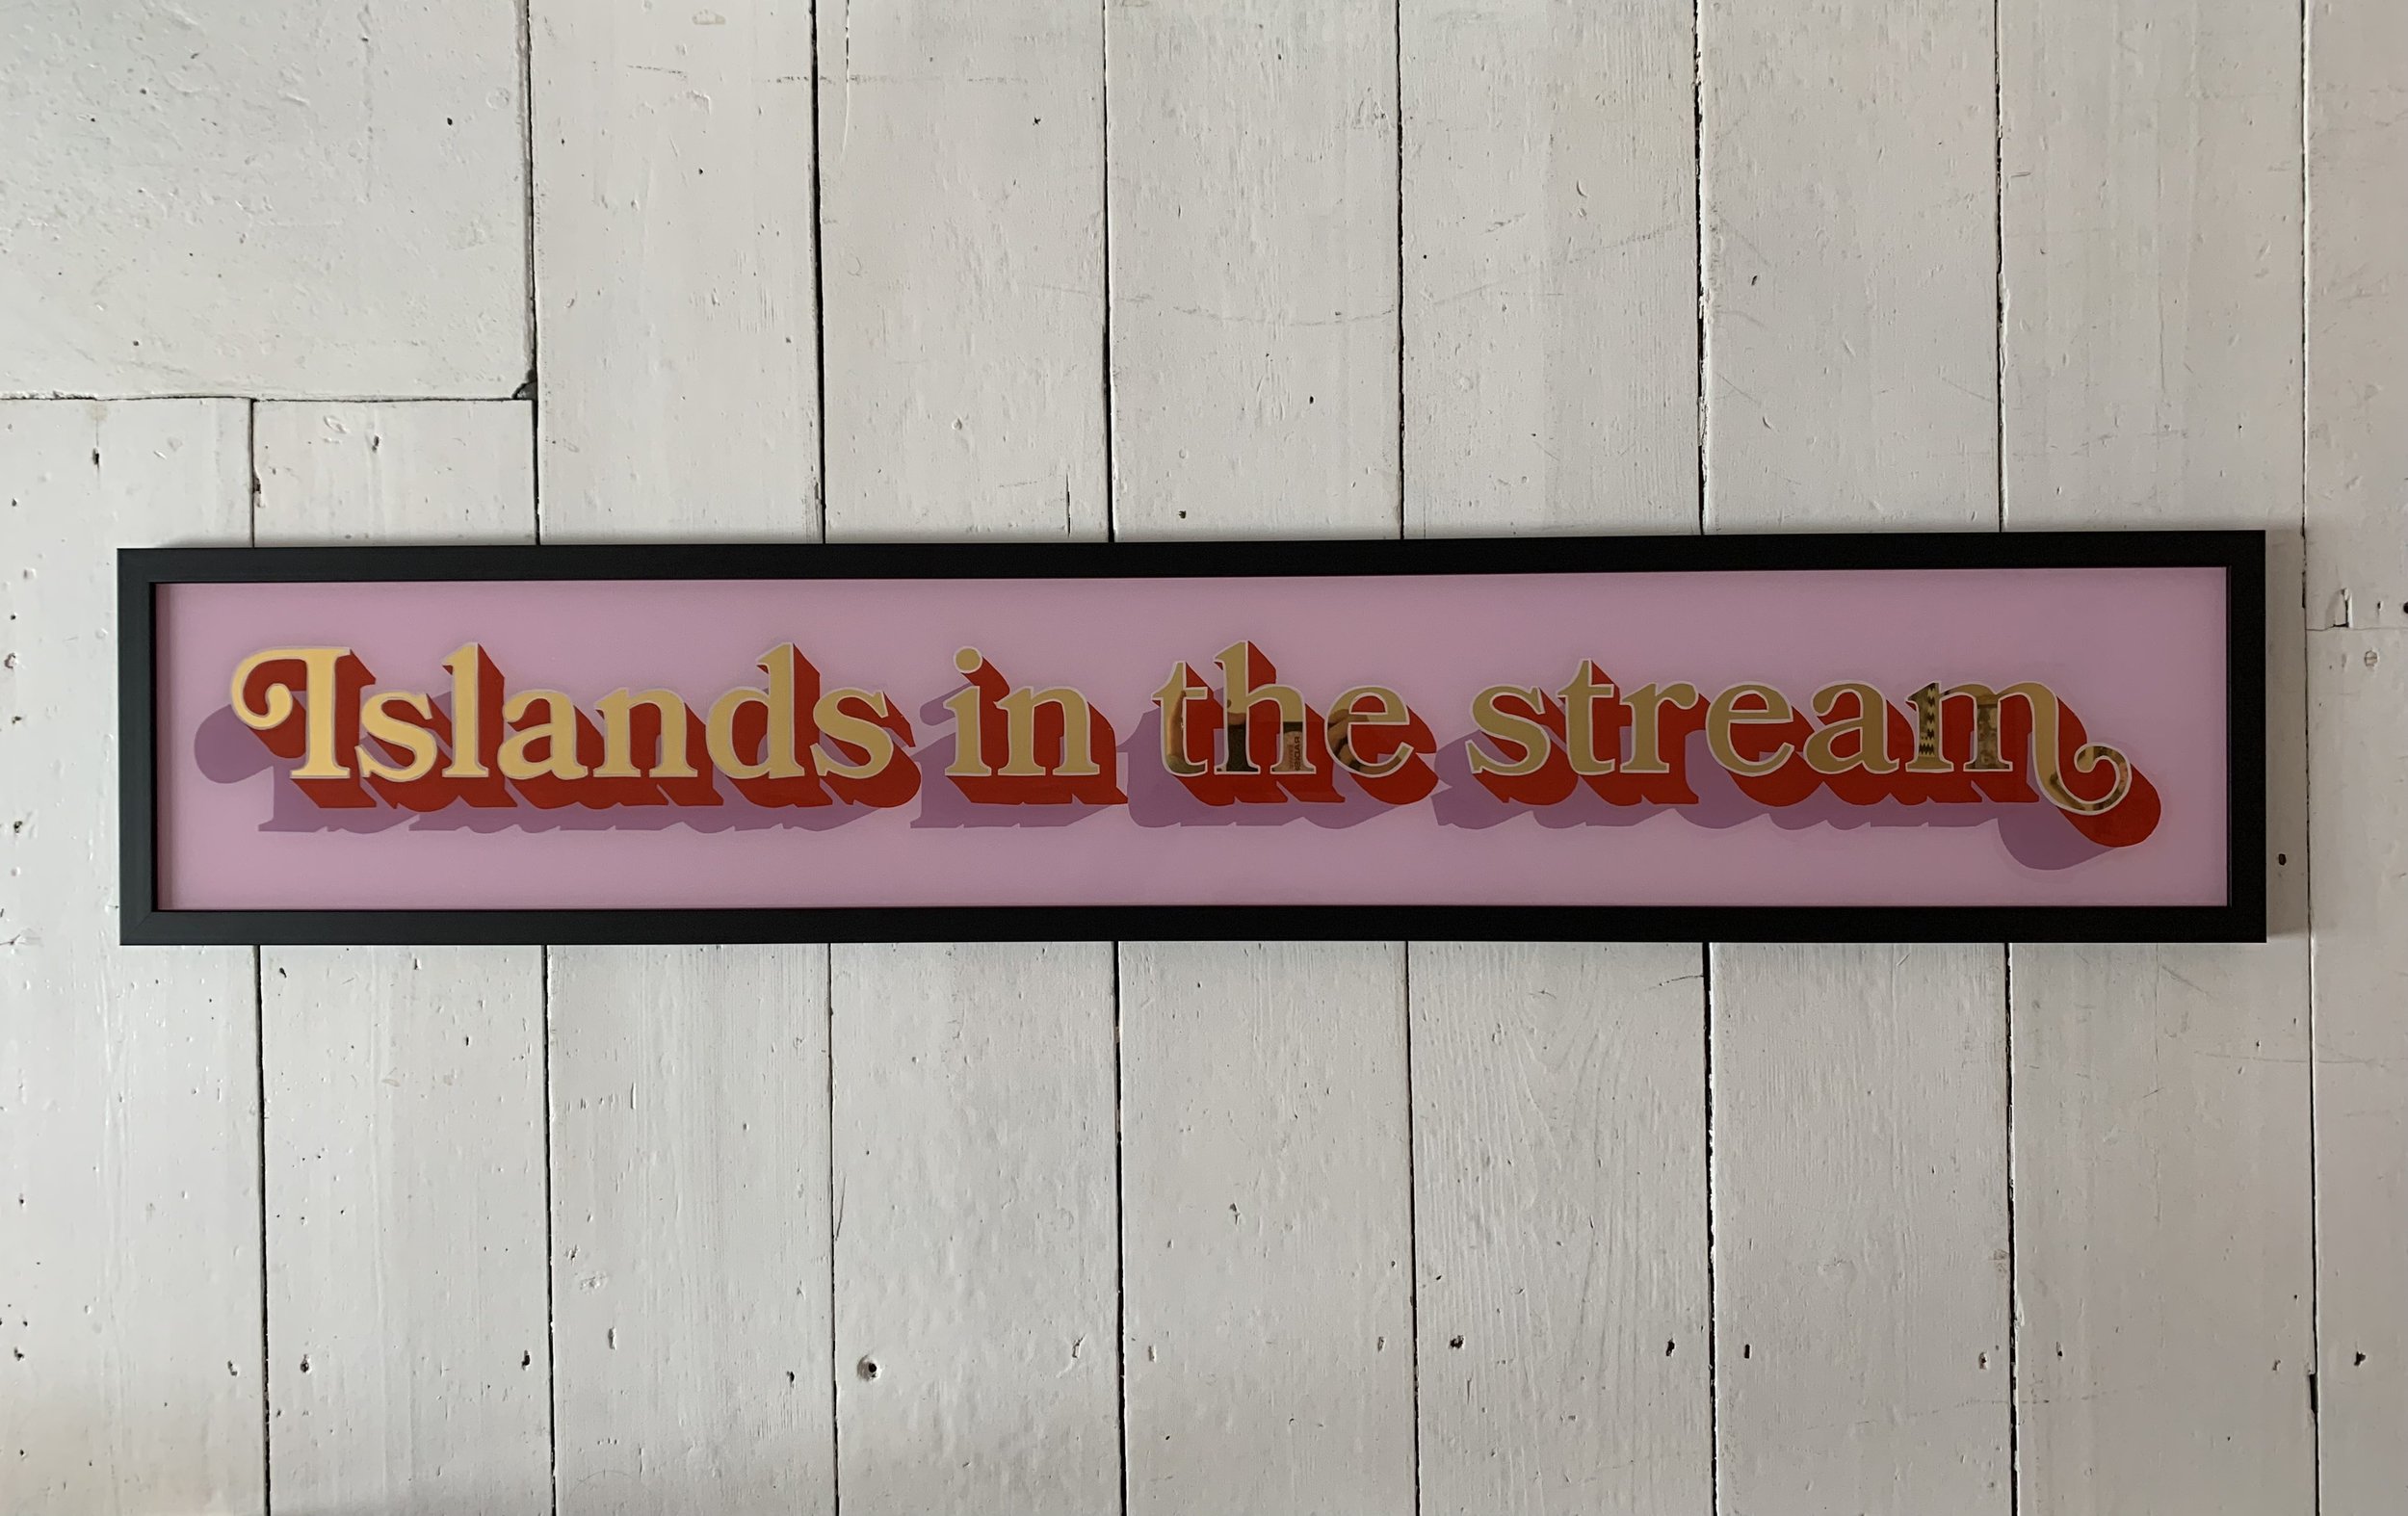 Islands in the stream